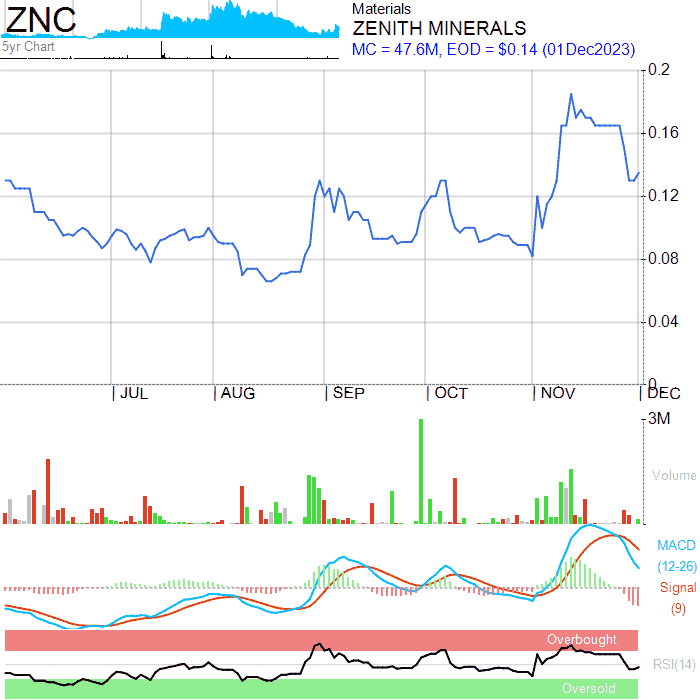 ZNC
5yr Chart
Materials
ZENITH MINERALS
MC = 47.6M, EOD = $0.14 (01Dec2023)
0.2
0.16
0.12
0.08
0.04
0
JUL
AUG
SEP
OCT
NOV
DEC
3M
Volume
MACD
(12-26)
Signal
(9)
Overbought
RSI(14)
Oversold